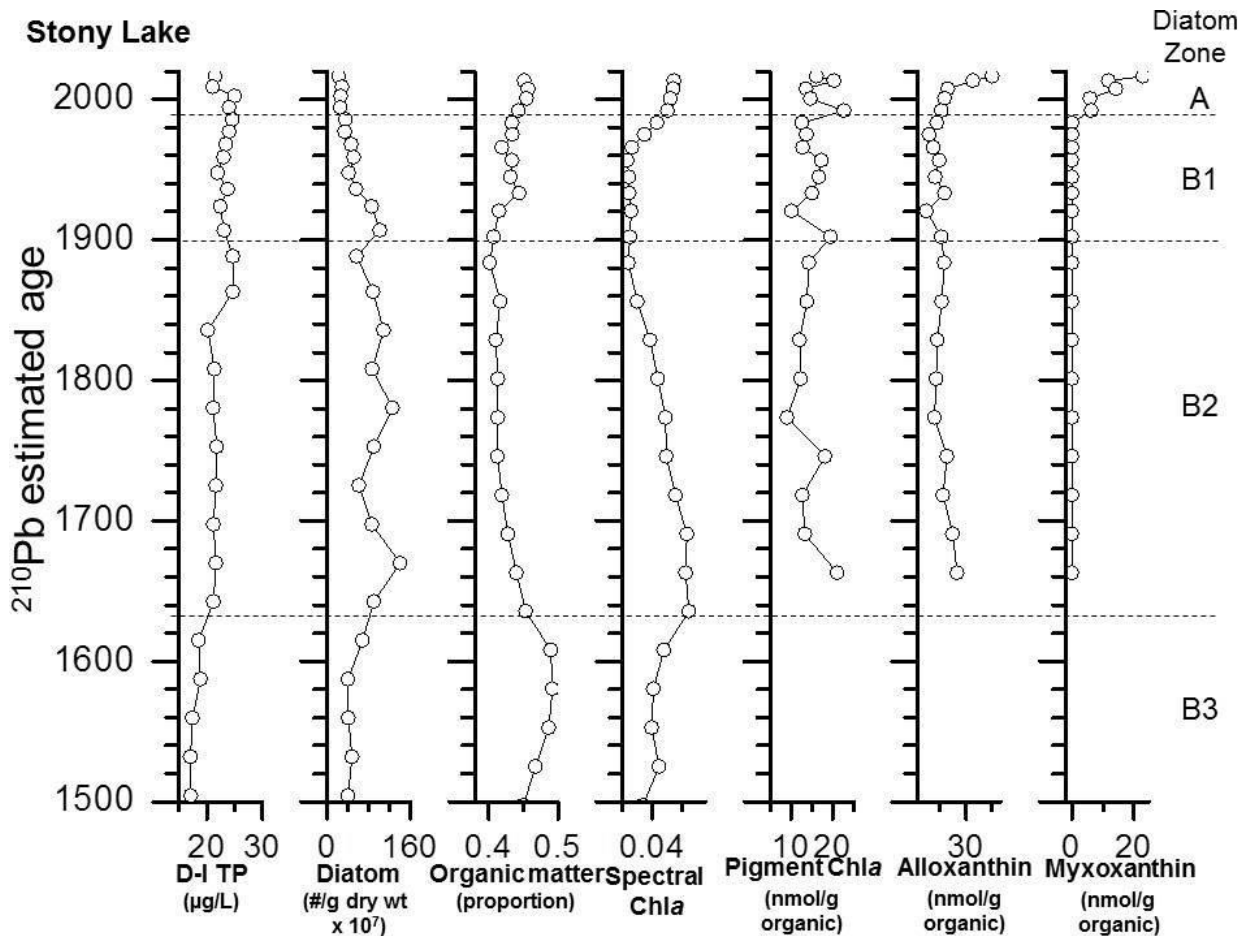 Stony Lake
Diatom
Zone
2000
1900
1800
1700
1600
1500
²¹⁰Pb estimated age
A
B1
B2
B3
20 30
0 160
0.4 0.5
0.04
10 20
30
0 20
D-I TP
(µg/L)
Diatom
(#/g dry wt
x 10⁷)
Organic matter
(proportion)
Spectral
Chla
Pigment Chla
(nmol/g
organic)
Alloxanthin
(nmol/g
organic)
Myxoxanthin
(nmol/g
organic)